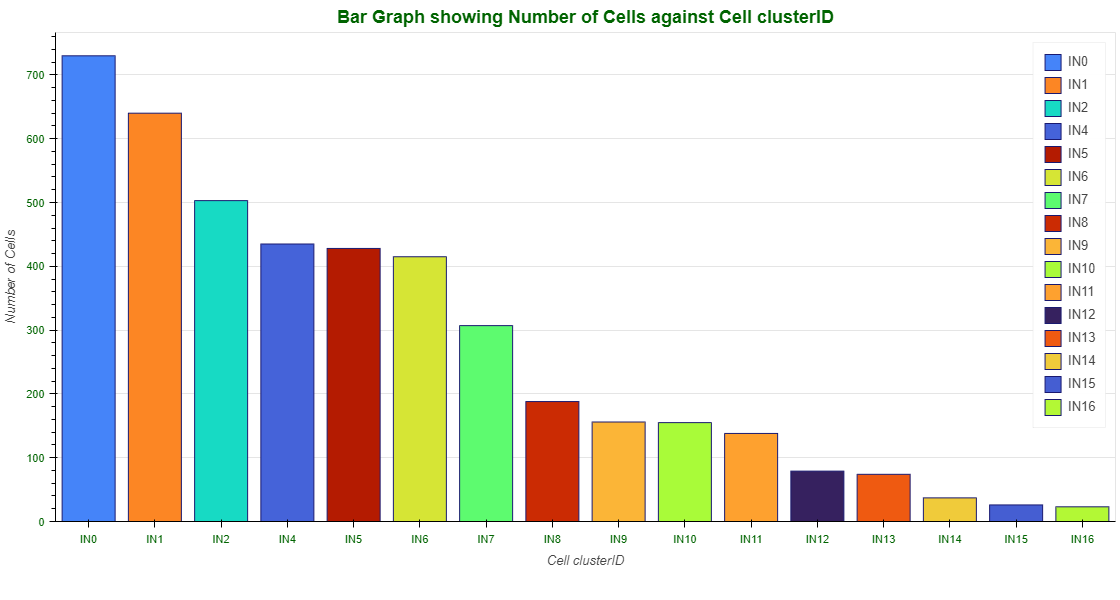 Bar Graph showing Number of Cells against Cell clusterID
Number of Cells
700
600
500
400
300
200
100
0
IN0 IN1 IN2 IN4 IN5 IN6 IN7 IN8 IN9 IN10 IN11 IN12 IN13 IN14 IN15 IN16
Cell clusterID
IN0
IN1
IN2
IN4
IN5
IN6
IN7
IN8
IN9
IN10
IN11
IN12
IN13
IN14
IN15
IN16